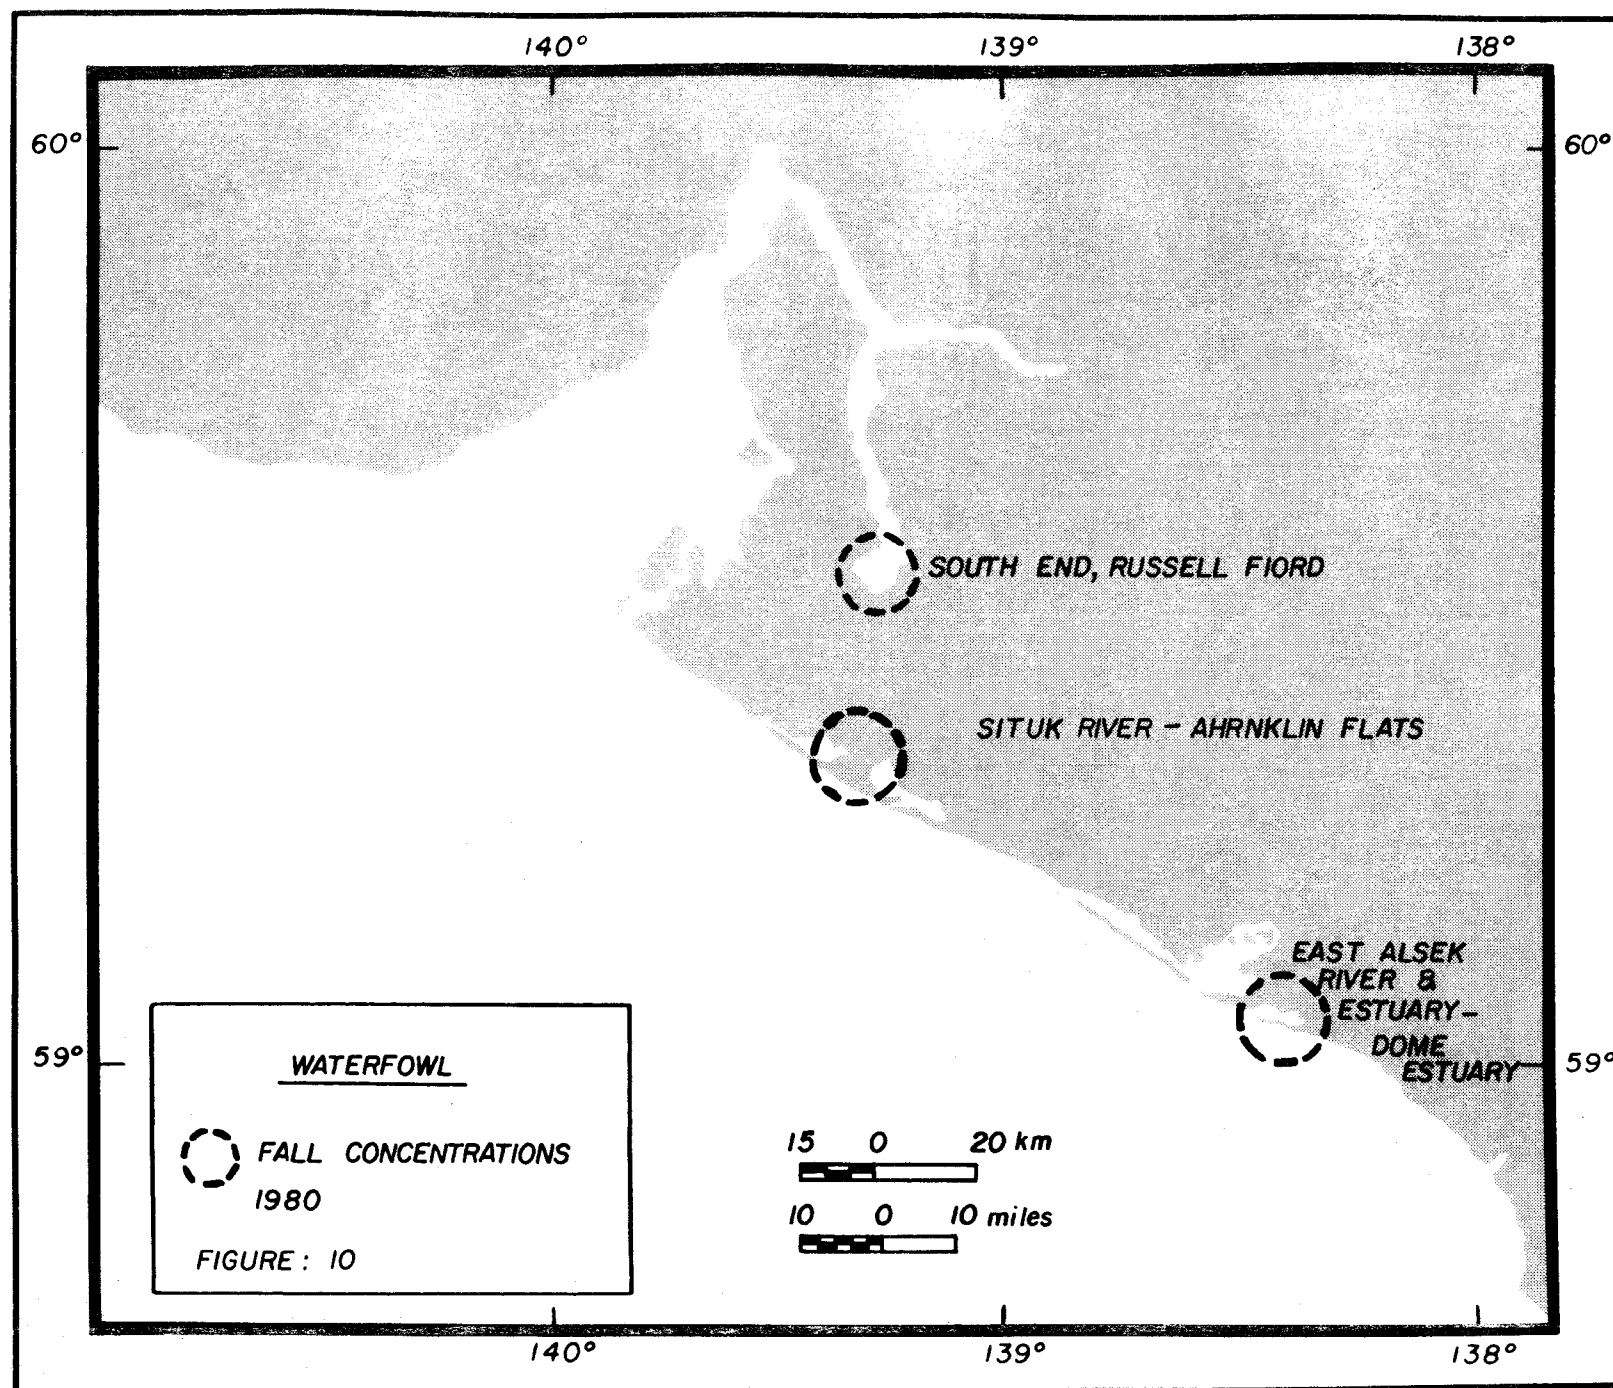 140° 139° 138°
60° 60°
SOUTH END, RUSSELL FIORD
SITUK RIVER - AHRNKLIN FLATS
EAST ALSEK
RIVER &
ESTUARY-
DOME
ESTUARY
59° 59°
WATERFOWL
FALL CONCENTRATIONS
1980
FIGURE: 10
15 0 20 km
10 0 10 miles
140° 139° 138°